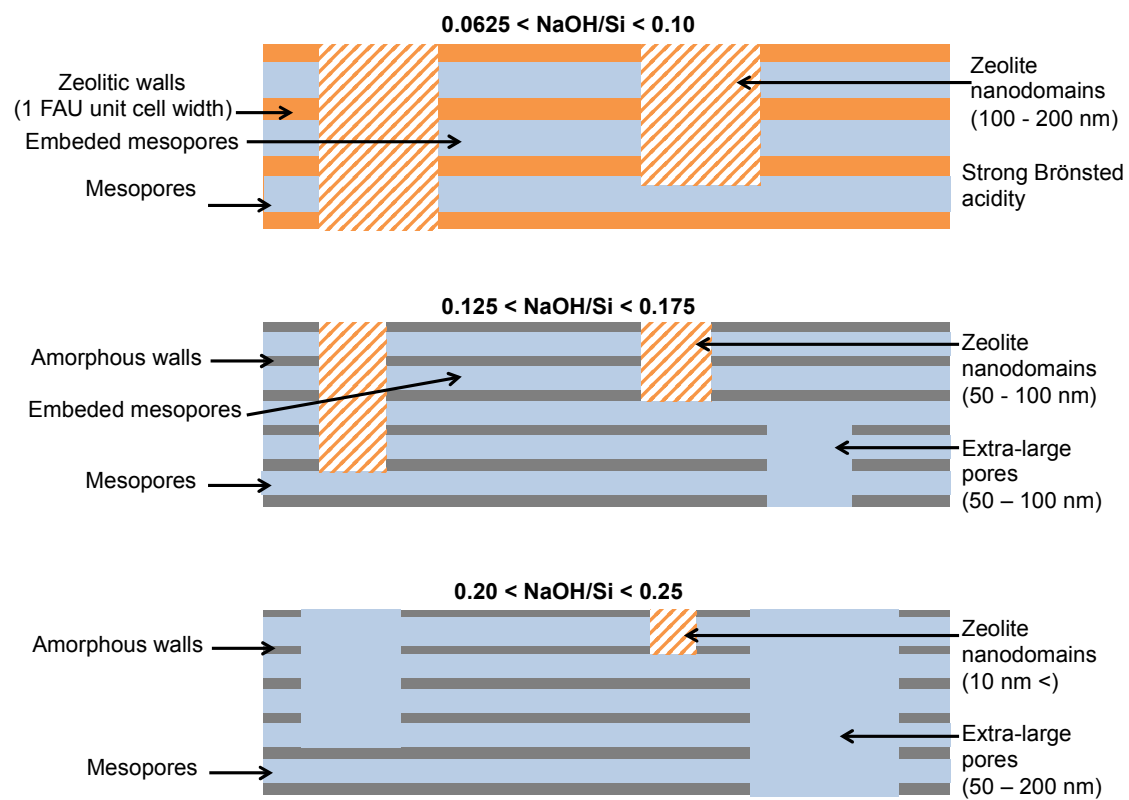 0.0625 < NaOH/Si < 0.10
Zeolitic walls
(1 FAU unit cell width)
Embeded mesopores
Mesopores
Zeolite
nanodomains
(100 - 200 nm)
Strong Brönsted
acidity
0.125 < NaOH/Si < 0.175
Amorphous walls
Embeded mesopores
Mesopores
Zeolite
nanodomains
(50 - 100 nm)
Extra-large
pores
(50 – 100 nm)
0.20 < NaOH/Si < 0.25
Amorphous walls
Mesopores
Zeolite
nanodomains
(10 nm <)
Extra-large
pores
(50 – 200 nm)